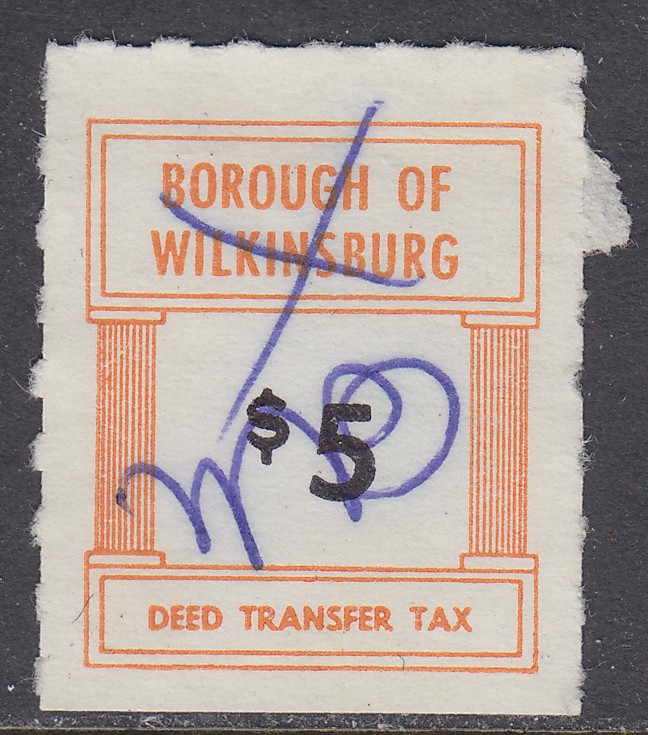 BOROUGH OF
WILKINSBURG
$5
DEED TRANSFER TAX